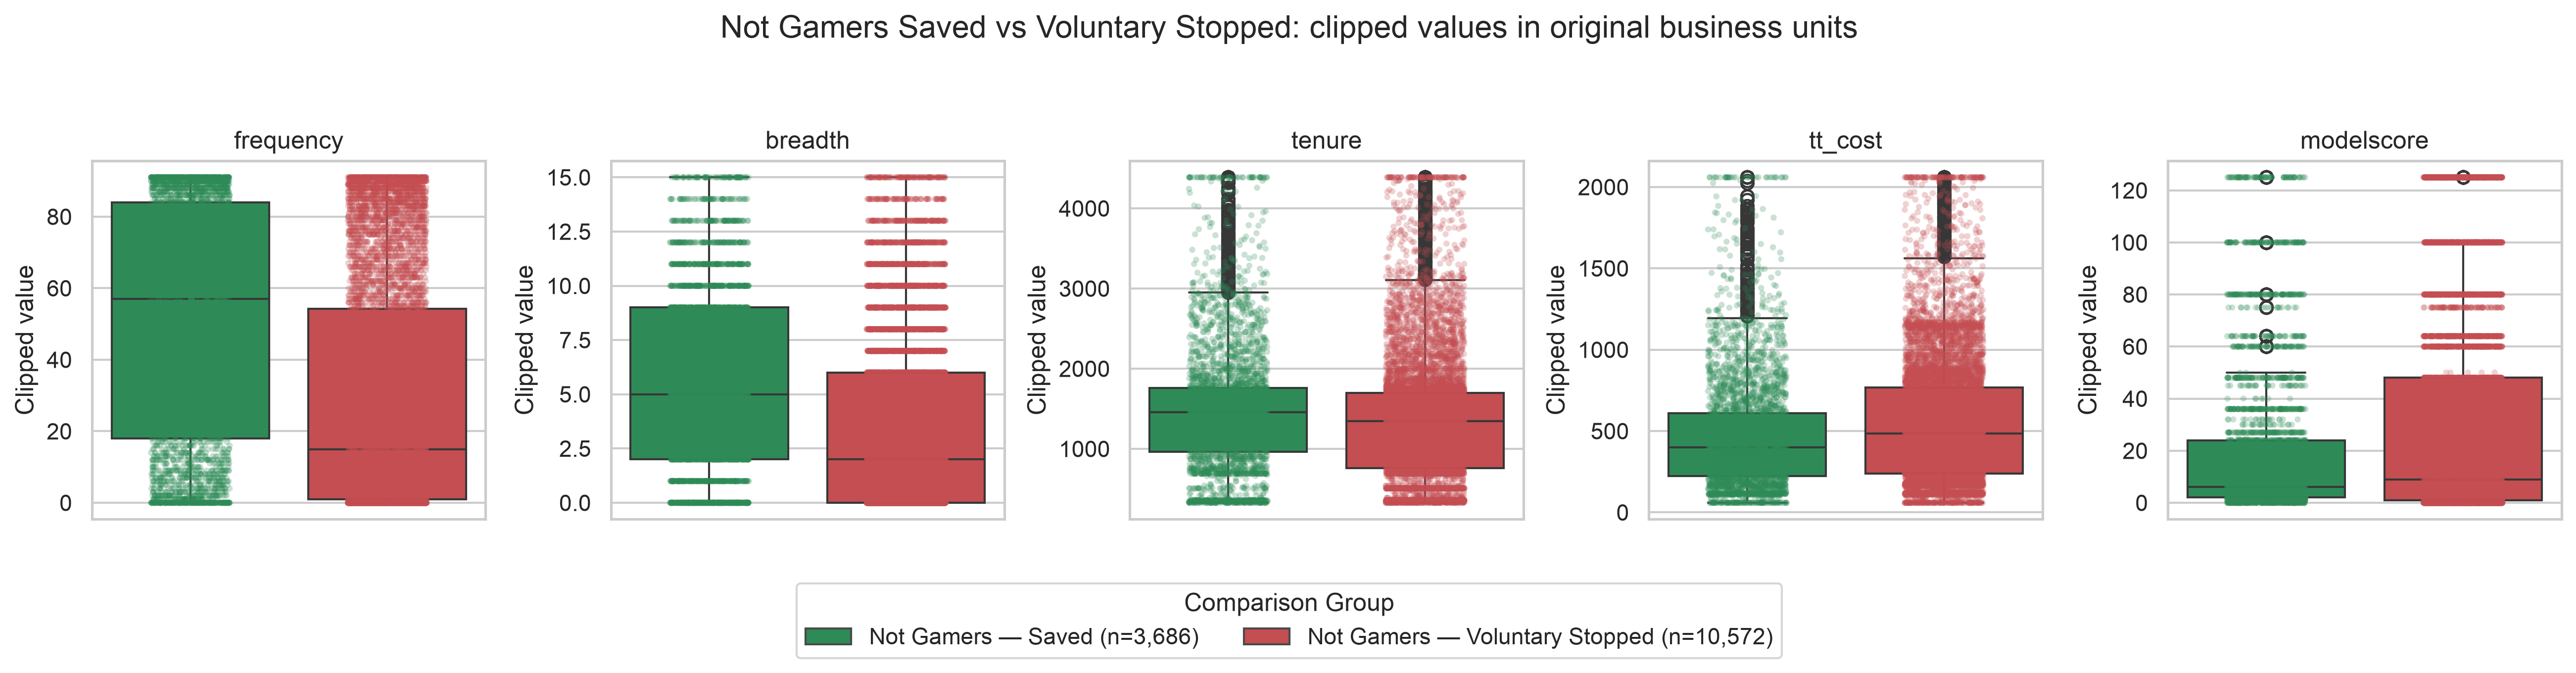 Not Gamers Saved vs Voluntary Stopped: clipped values in original business units
frequency
Clipped value
80
60
40
20
0
breadth
Clipped value
15.0
12.5
10.0
7.5
5.0
2.5
0.0
tenure
Clipped value
4000
3000
2000
1000
tt_cost
Clipped value
2000
1500
1000
500
0
modelscore
Clipped value
120
100
80
60
40
20
0
Comparison Group
Not Gamers — Saved (n=3,686)
Not Gamers — Voluntary Stopped (n=10,572)